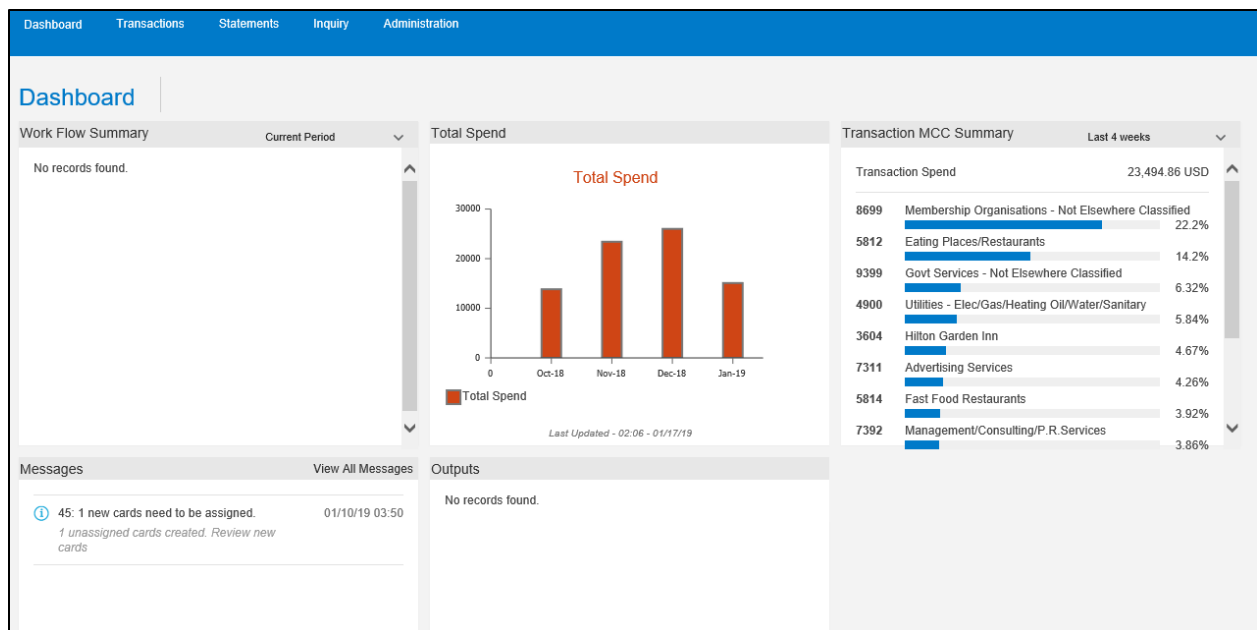 Dashboard Transactions Statements Inquiry Administration
Dashboard
Work Flow Summary Current Period
No records found.
Total Spend
Total Spend
30000
20000
10000
0
0 Oct-18 Nov-18 Dec-18 Jan-19
Total Spend
Last Updated - 02:06 - 01/17/19
Transaction MCC Summary Last 4 weeks
Transaction Spend 23,494.86 USD
8699 Membership Organisations - Not Elsewhere Classified
22.2%
5812 Eating Places/Restaurants
14.2%
9399 Govt Services - Not Elsewhere Classified
6.32%
4900 Utilities - Elec/Gas/Heating Oil/Water/Sanitary
5.84%
3604 Hilton Garden Inn
4.67%
7311 Advertising Services
4.26%
5814 Fast Food Restaurants
3.92%
7392 Management/Consulting/P.R.Services
3.86%
Messages View All Messages
45: 1 new cards need to be assigned. 01/10/19 03:50
1 unassigned cards created. Review new
cards
Outputs
No records found.